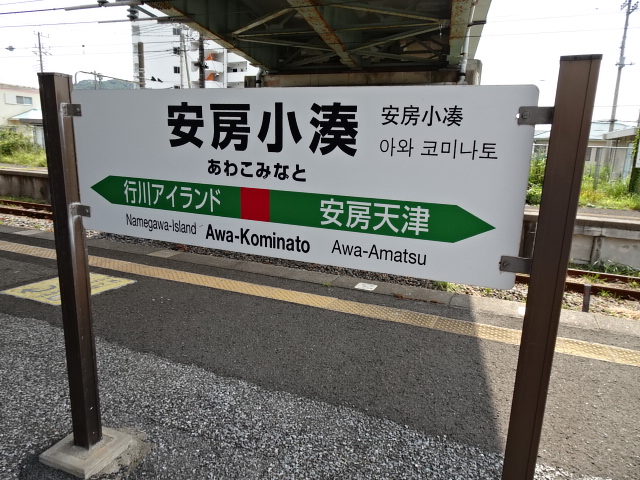 安房小湊
安房小凑
아와 코미나토
あわこみなと
行川アイランド 安房天津
Namegawa-Island Awa-Kominato Awa-Amatsu